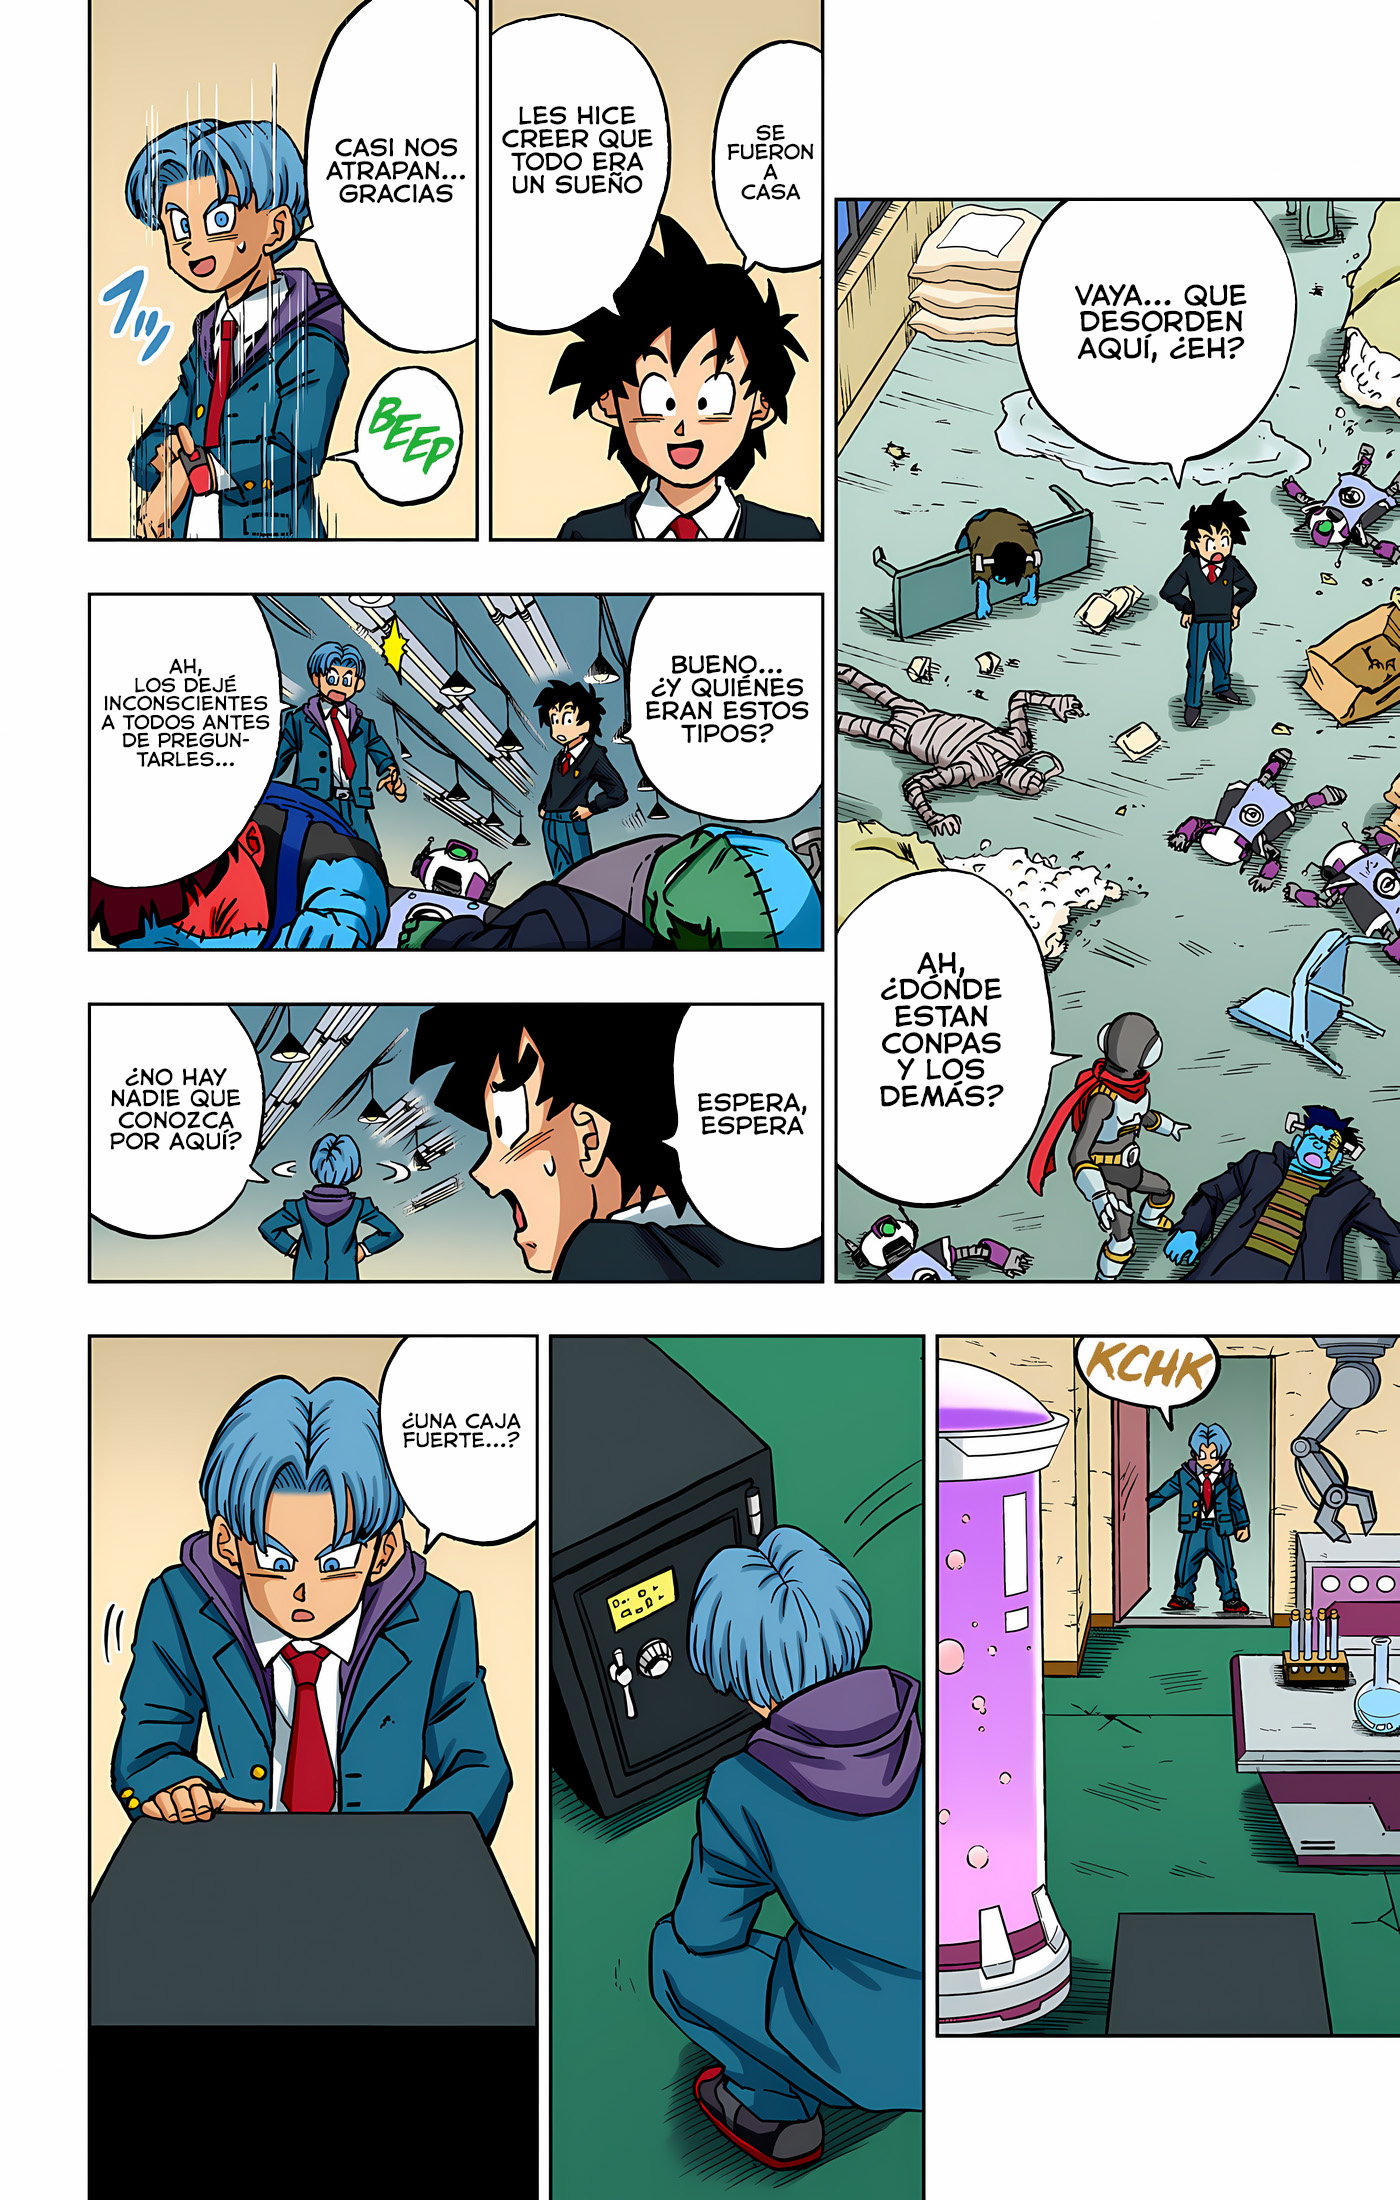 VAYA... QUE
DESORDEN
AQUÍ, ¿EH?
AH,
¿DÓNDE
ESTAN
CONPAS
Y LOS
DEMÁS?
SE
FUERON
A
CASA
LES HICE
CREER QUE
TODO ERA
UN SUEÑO
CASI NOS
ATRAPAN...
GRACIAS
BEEP
フッ
BUENO...
¿Y QUIÉNES
ERAN ESTOS
TIPOS?
AH,
LOS DEJÉ
INCONSCIENTES
A TODOS ANTES
DE PREGUN-
TARLES...
ESPERA,
ESPERA
¿NO HAY
NADIE QUE
CONOZCA
POR AQUÍ?
KCHK
¿UNA CAJA
FUERTE...?